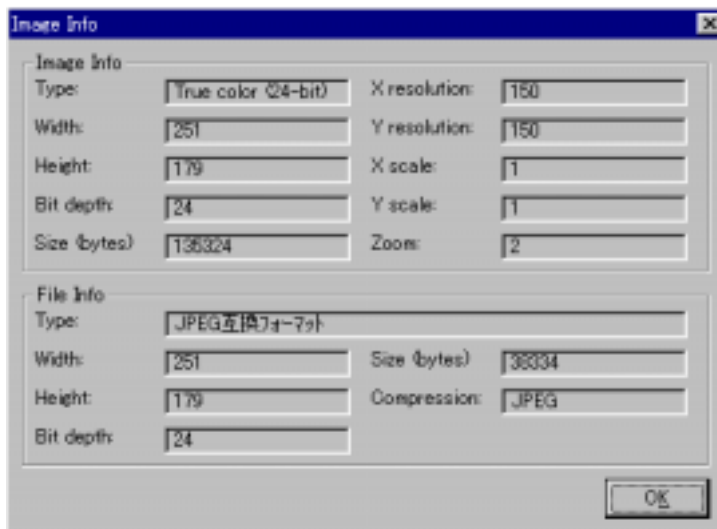 Image Info
Image Info
Type: True color (24-bit) X resolution: 150
Width: 251 Y resolution: 150
Height: 179 X scale: 1
Bit depth: 24 Y scale: 1
Size (bytes) 135324 Zoom: 2
File Info
Type: JPEG互換フォーマット
Width: 251 Size (bytes) 38334
Height: 179 Compression: JPEG
Bit depth: 24
OK